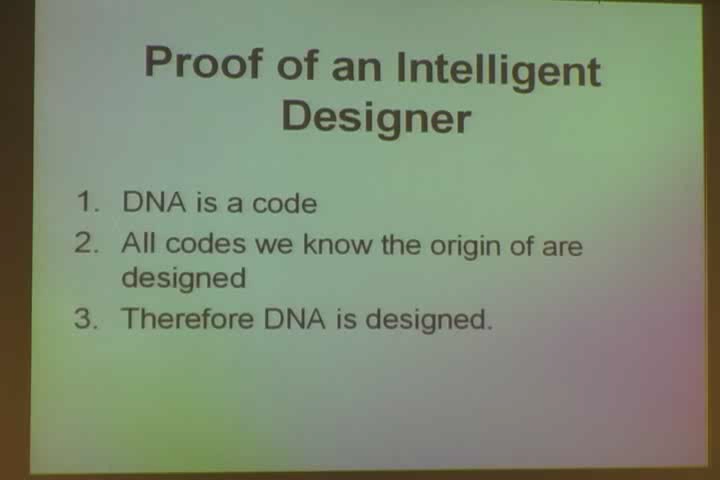 Proof of an Intelligent
Designer
1. DNA is a code
2. All codes we know the origin of are
designed
3. Therefore DNA is designed.